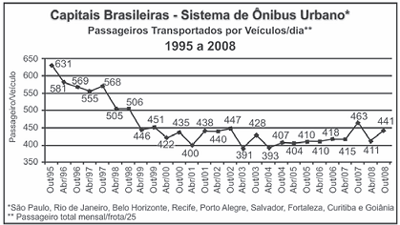 Capitais Brasileiras - Sistema de Ônibus Urbano*
Passageiros Transportados por Veículos/dia**
1995 a 2008
Passageiro/Veículo
650
600
550
500
450
400
350
631
581
569
555
568
505
506
446
451
422
435
400
438
440
447
391
428
393
407
404
410
410
418
415
463
411
441
Out/95
Abr/96
Out/96
Abr/97
Out/97
Abr/98
Out/98
Abr/99
Out/99
Abr/00
Out/00
Abr/01
Out/01
Abr/02
Out/02
Abr/03
Out/03
Abr/04
Out/04
Abr/05
Out/05
Abr/06
Out/06
Abr/07
Out/07
Abr/08
Out/08
*São Paulo, Rio de Janeiro, Belo Horizonte, Recife, Porto Alegre, Salvador, Fortaleza, Curitiba e Goiânia
** Passageiro total mensal/frota/25